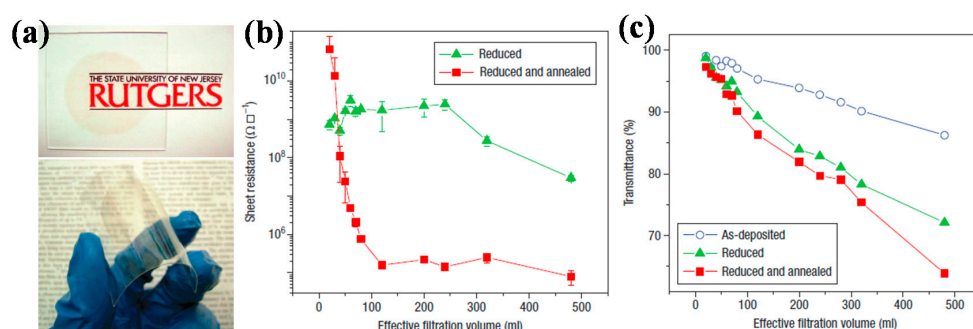 (a)
THE STATE UNIVERSITY OF NEW JERSEY
RUTGERS
(b)
Sheet resistance (Ω □⁻¹)
10¹⁰
10⁸
10⁶
Reduced
Reduced and annealed
0 100 200 300 400 500
Effective filtration volume (ml)
(c)
Transmittance (%)
100
90
80
70
As-deposited
Reduced
Reduced and annealed
0 100 200 300 400 500
Effective filtration volume (ml)